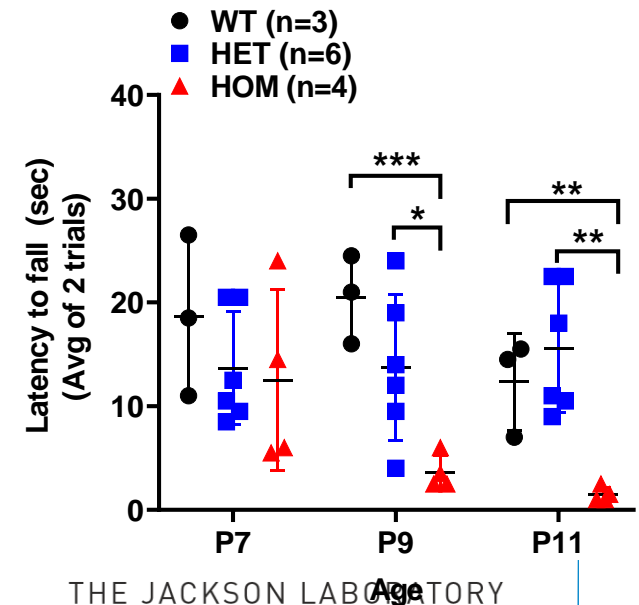 WT (n=3)
HET (n=6)
HOM (n=4)
Latency to fall (sec)
(Avg of 2 trials)
40
30
20
10
0
***
*
**
**
P7 P9 P11
Age
THE JACKSON LABORATORY